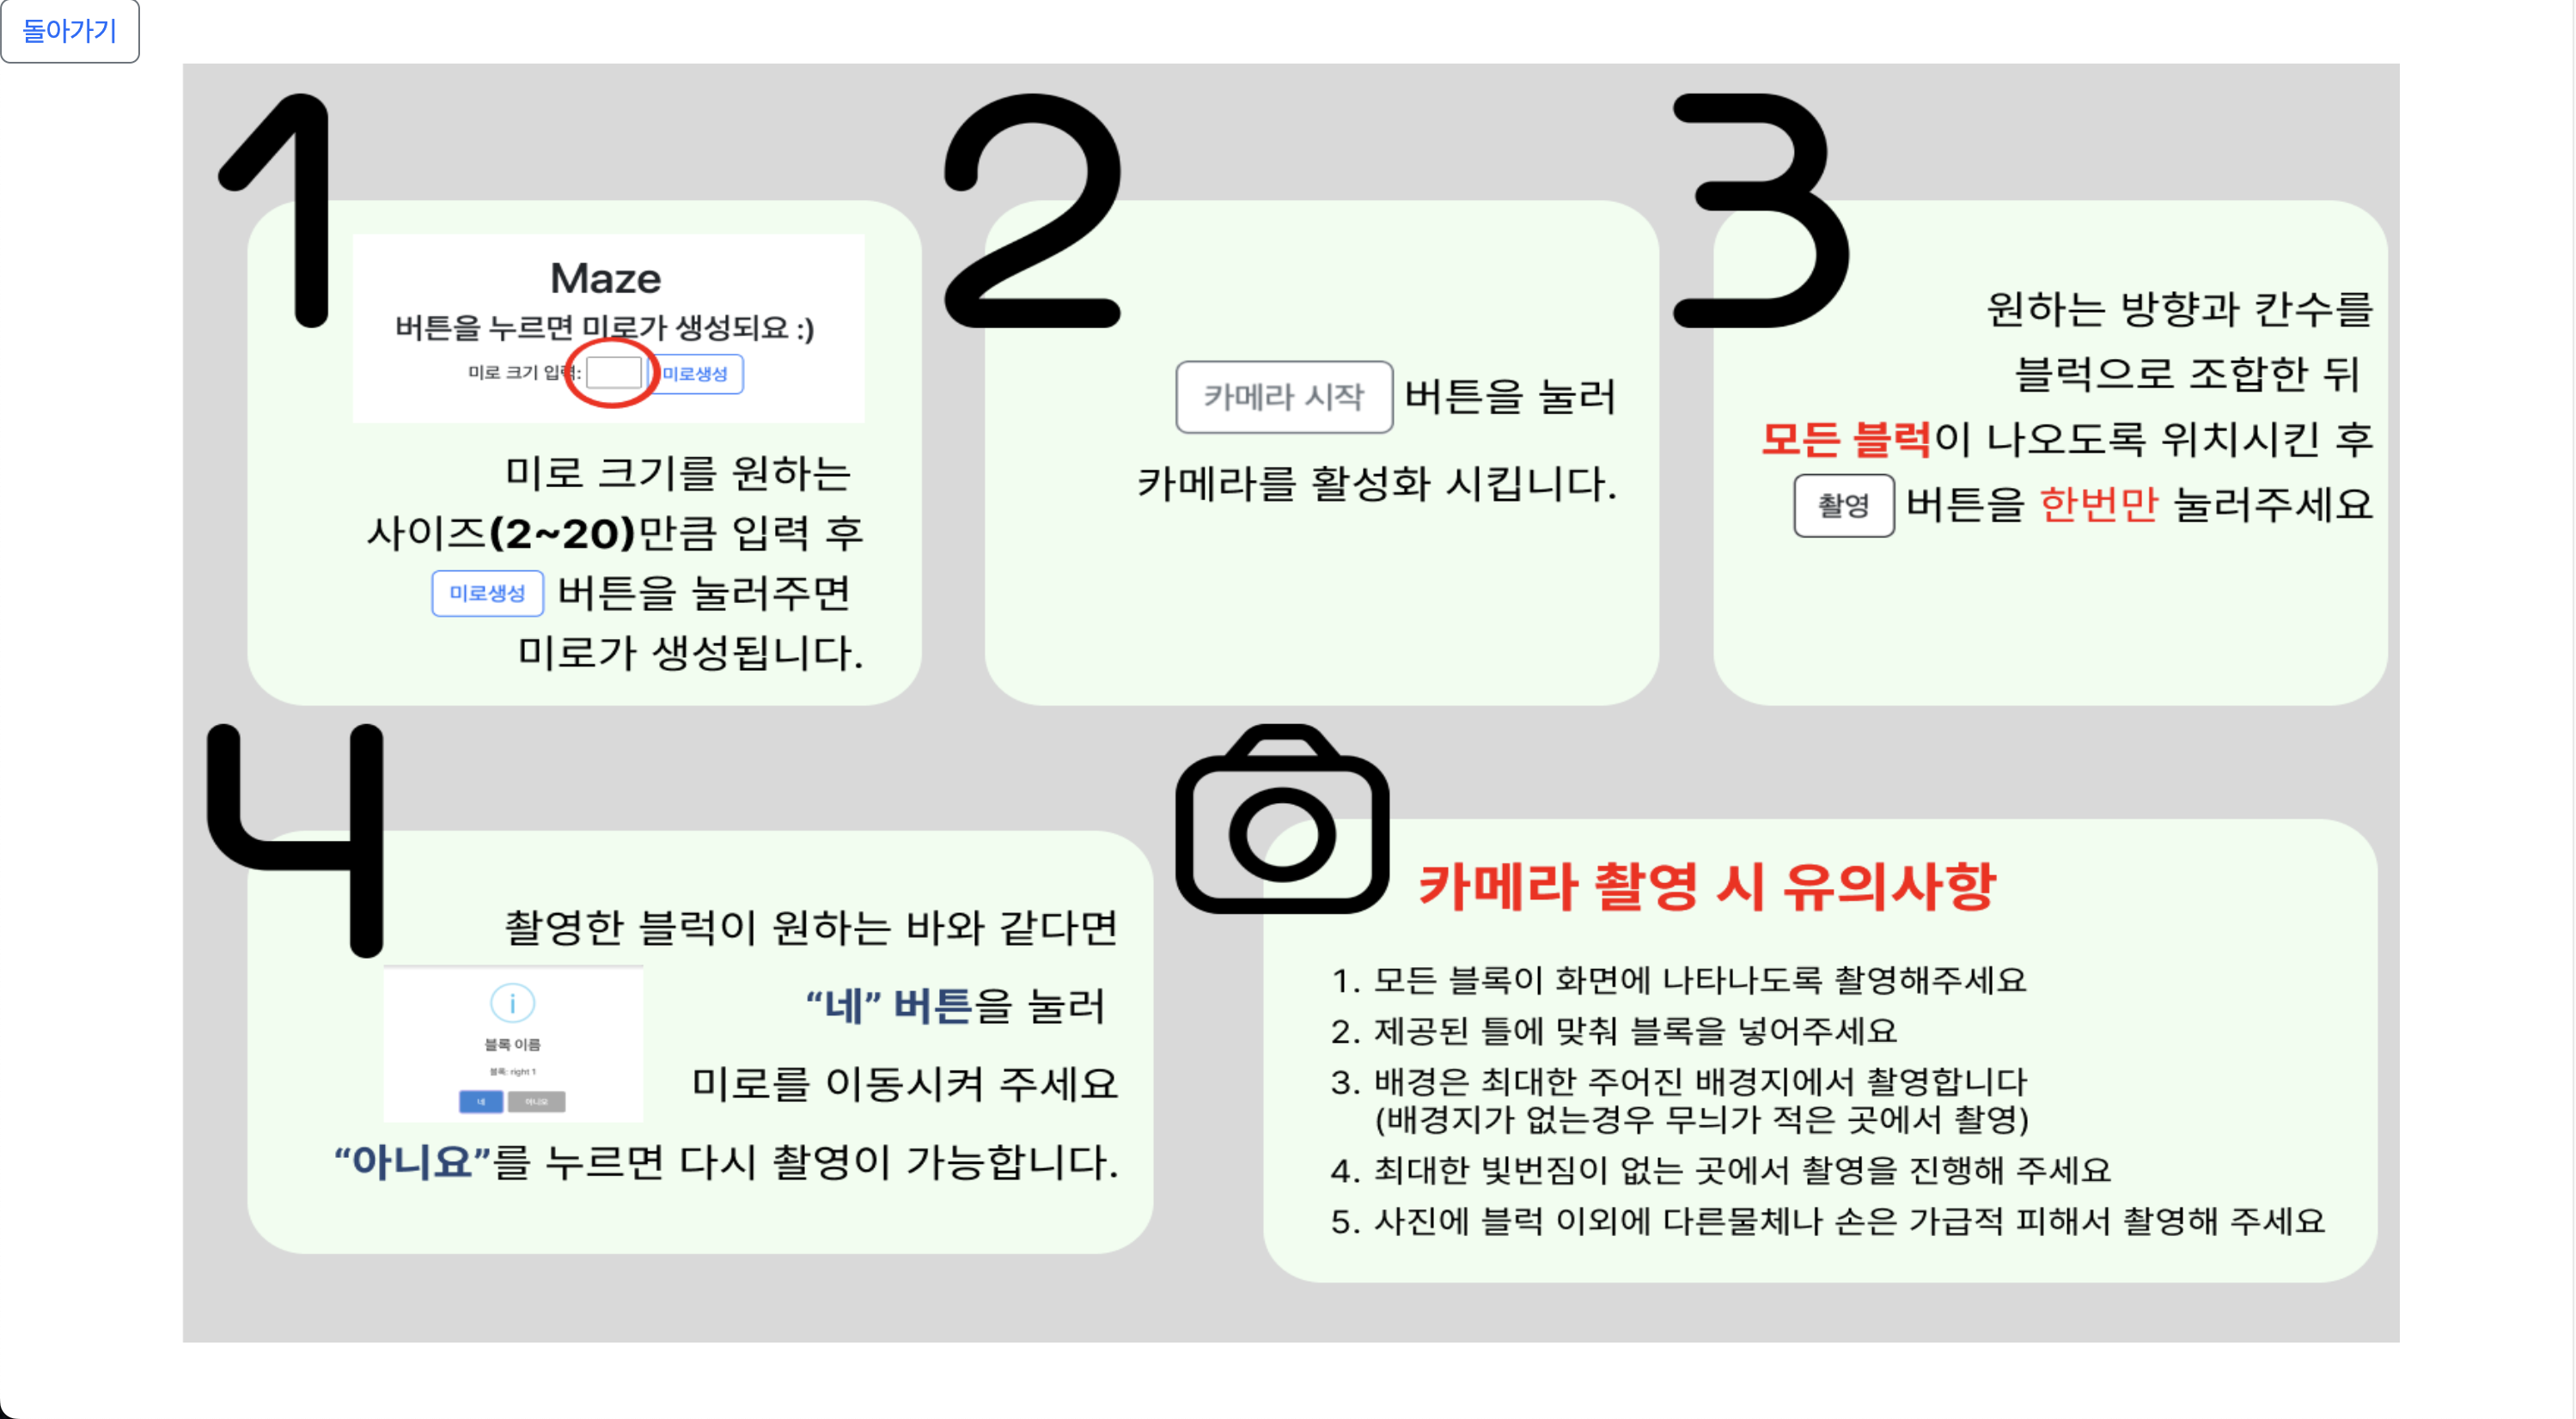 돌아가기
1
Maze
버튼을 누르면 미로가 생성되요 :)
미로 크기 입력: 미로생성
미로 크기를 원하는
사이즈(2~20)만큼 입력 후
미로생성 버튼을 눌러주면
미로가 생성됩니다.
2
카메라 시작 버튼을 눌러
카메라를 활성화 시킵니다.
3
원하는 방향과 칸수를
블럭으로 조합한 뒤
모든 블럭이 나오도록 위치시킨 후
촬영 버튼을 한번만 눌러주세요
4
촬영한 블럭이 원하는 바와 같다면
“네” 버튼을 눌러
i
블록 이름
블록: right 1
네 아니요
미로를 이동시켜 주세요
“아니요”를 누르면 다시 촬영이 가능합니다.
카메라 촬영 시 유의사항
1. 모든 블록이 화면에 나타나도록 촬영해주세요
2. 제공된 틀에 맞춰 블록을 넣어주세요
3. 배경은 최대한 주어진 배경지에서 촬영합니다
(배경지가 없는경우 무늬가 적은 곳에서 촬영)
4. 최대한 빛번짐이 없는 곳에서 촬영을 진행해 주세요
5. 사진에 블럭 이외에 다른물체나 손은 가급적 피해서 촬영해 주세요